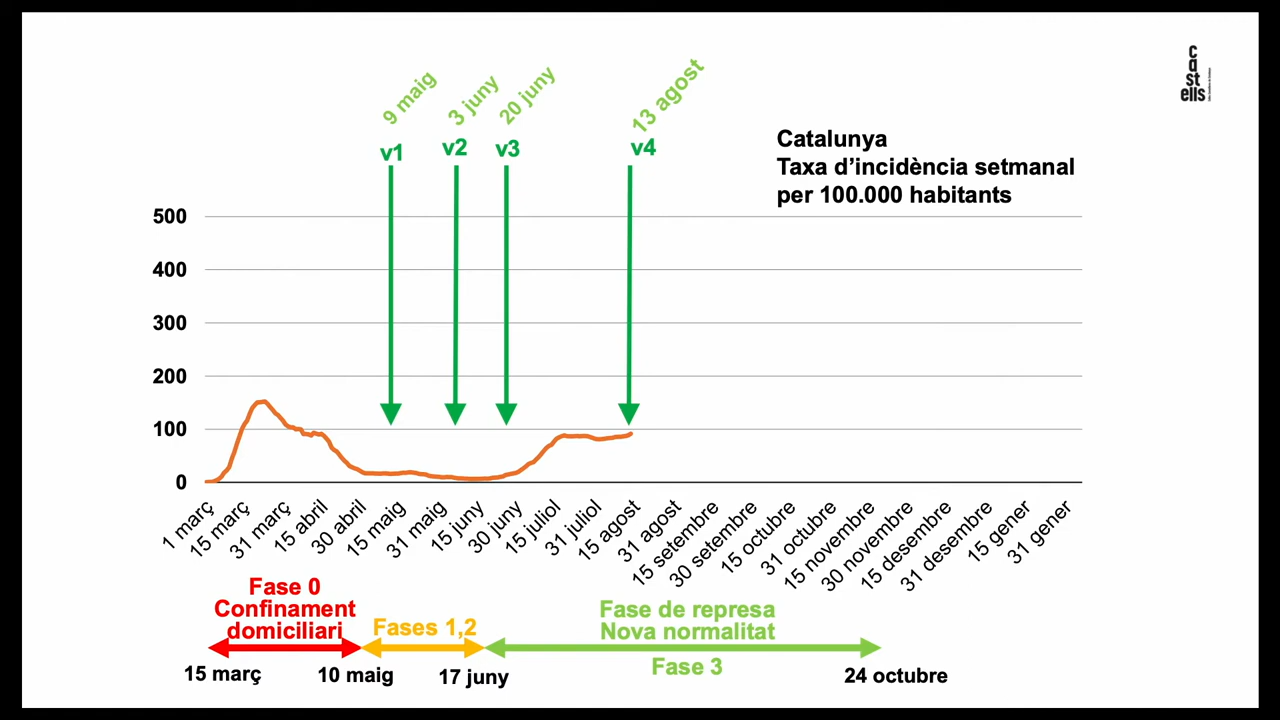 c
a
st
ells
9 maig
3 juny
20 juny
13 agost
v1
v2
v3
v4
Catalunya
Taxa d'incidència setmanal
per 100.000 habitants
500
400
300
200
100
0
1 març
15 març
31 març
15 abril
30 abril
15 maig
31 maig
15 juny
30 juny
15 juliol
31 juliol
15 agost
31 agost
15 setembre
30 setembre
15 octubre
31 octubre
15 novembre
30 novembre
15 desembre
31 desembre
15 gener
31 gener
Fase 0
Confinament
domiciliari
Fases 1,2
Fase de represa
Nova normalitat
Fase 3
15 març
10 maig
17 juny
24 octubre